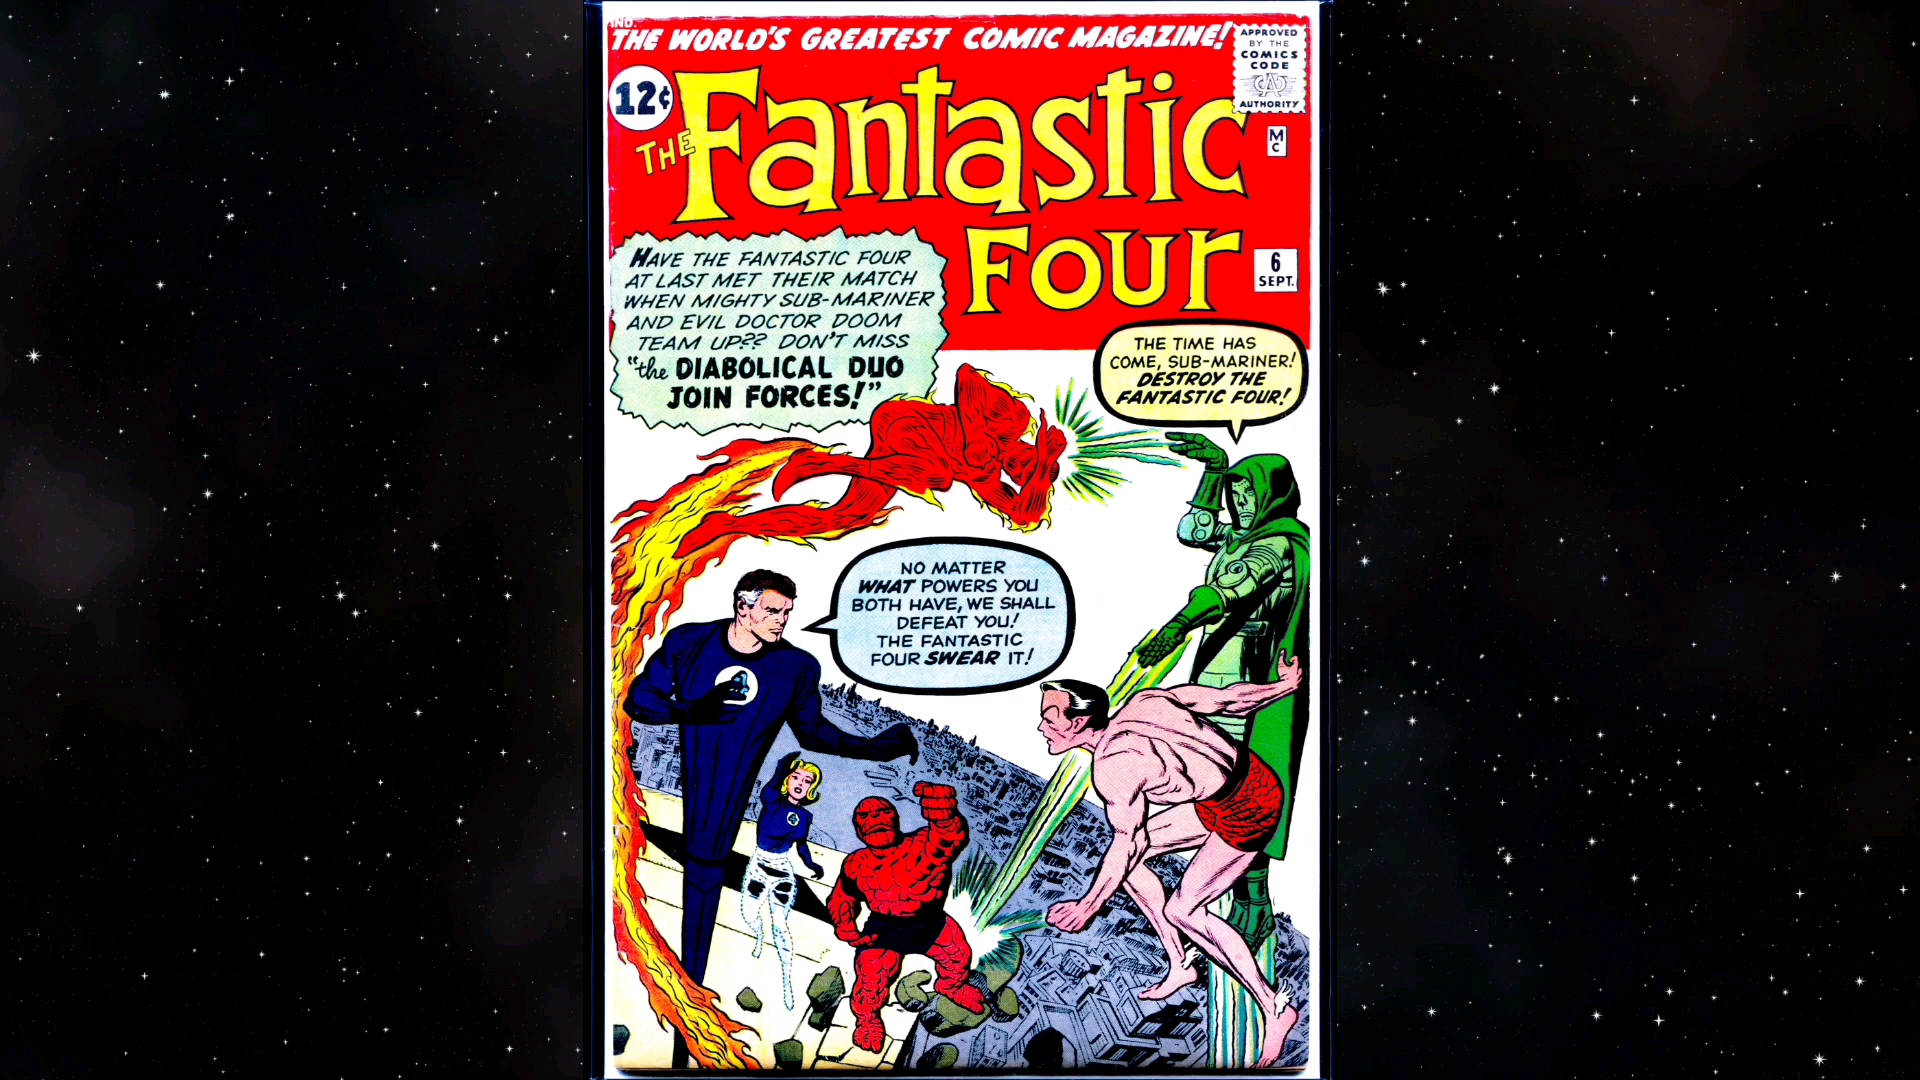 IND.
THE WORLD'S GREATEST COMIC MAGAZINE!
APPROVED
BY THE
COMICS
CODE
CA
AUTHORITY
12¢
THE Fantastic
Four
M
C
6
SEPT.
HAVE THE FANTASTIC FOUR
AT LAST MET THEIR MATCH
WHEN MIGHTY SUB-MARINER
AND EVIL DOCTOR DOOM
TEAM UP?? DON'T MISS
"the DIABOLICAL DUO
JOIN FORCES!"
THE TIME HAS
COME, SUB-MARINER!
DESTROY THE
FANTASTIC FOUR!
NO MATTER
WHAT POWERS YOU
BOTH HAVE, WE SHALL
DEFEAT YOU!
THE FANTASTIC
FOUR SWEAR IT!
4
4